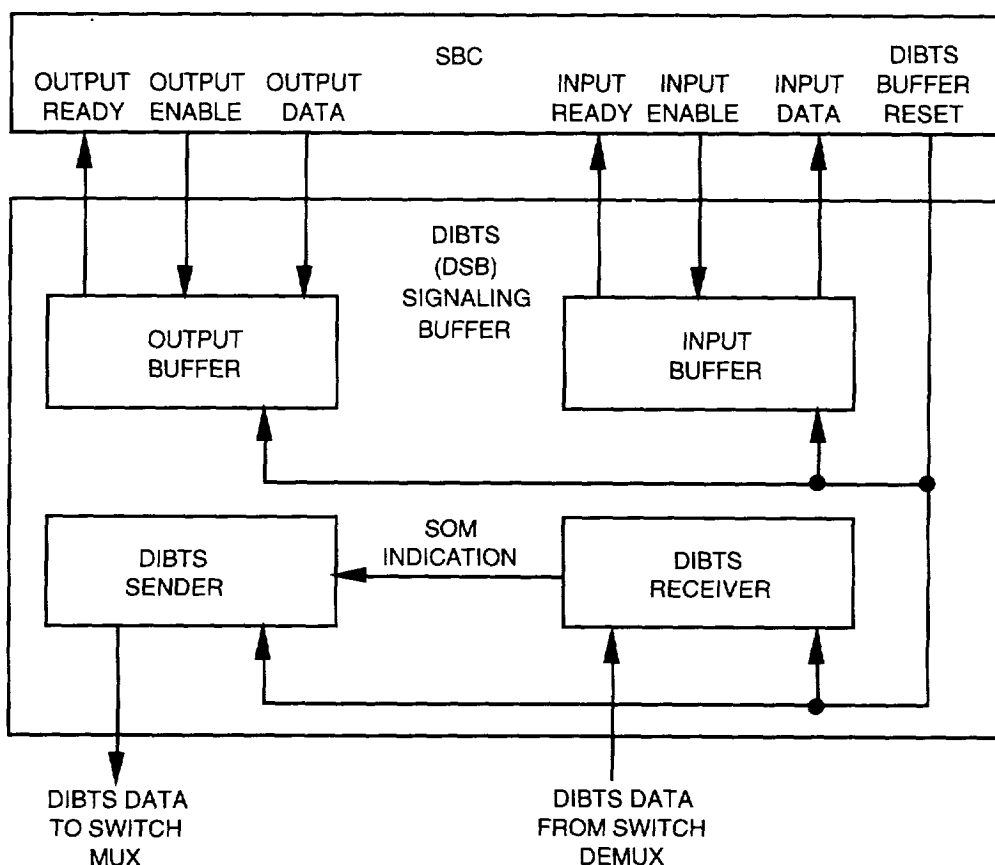 SBC
OUTPUT
READY
OUTPUT
ENABLE
OUTPUT
DATA
INPUT
READY
INPUT
ENABLE
INPUT
DATA
DIBTS
BUFFER
RESET
DIBTS
(DSB)
SIGNALING
BUFFER
OUTPUT
BUFFER
INPUT
BUFFER
DIBTS
SENDER
SOM
INDICATION
DIBTS
RECEIVER
DIBTS DATA
TO SWITCH
MUX
DIBTS DATA
FROM SWITCH
DEMUX